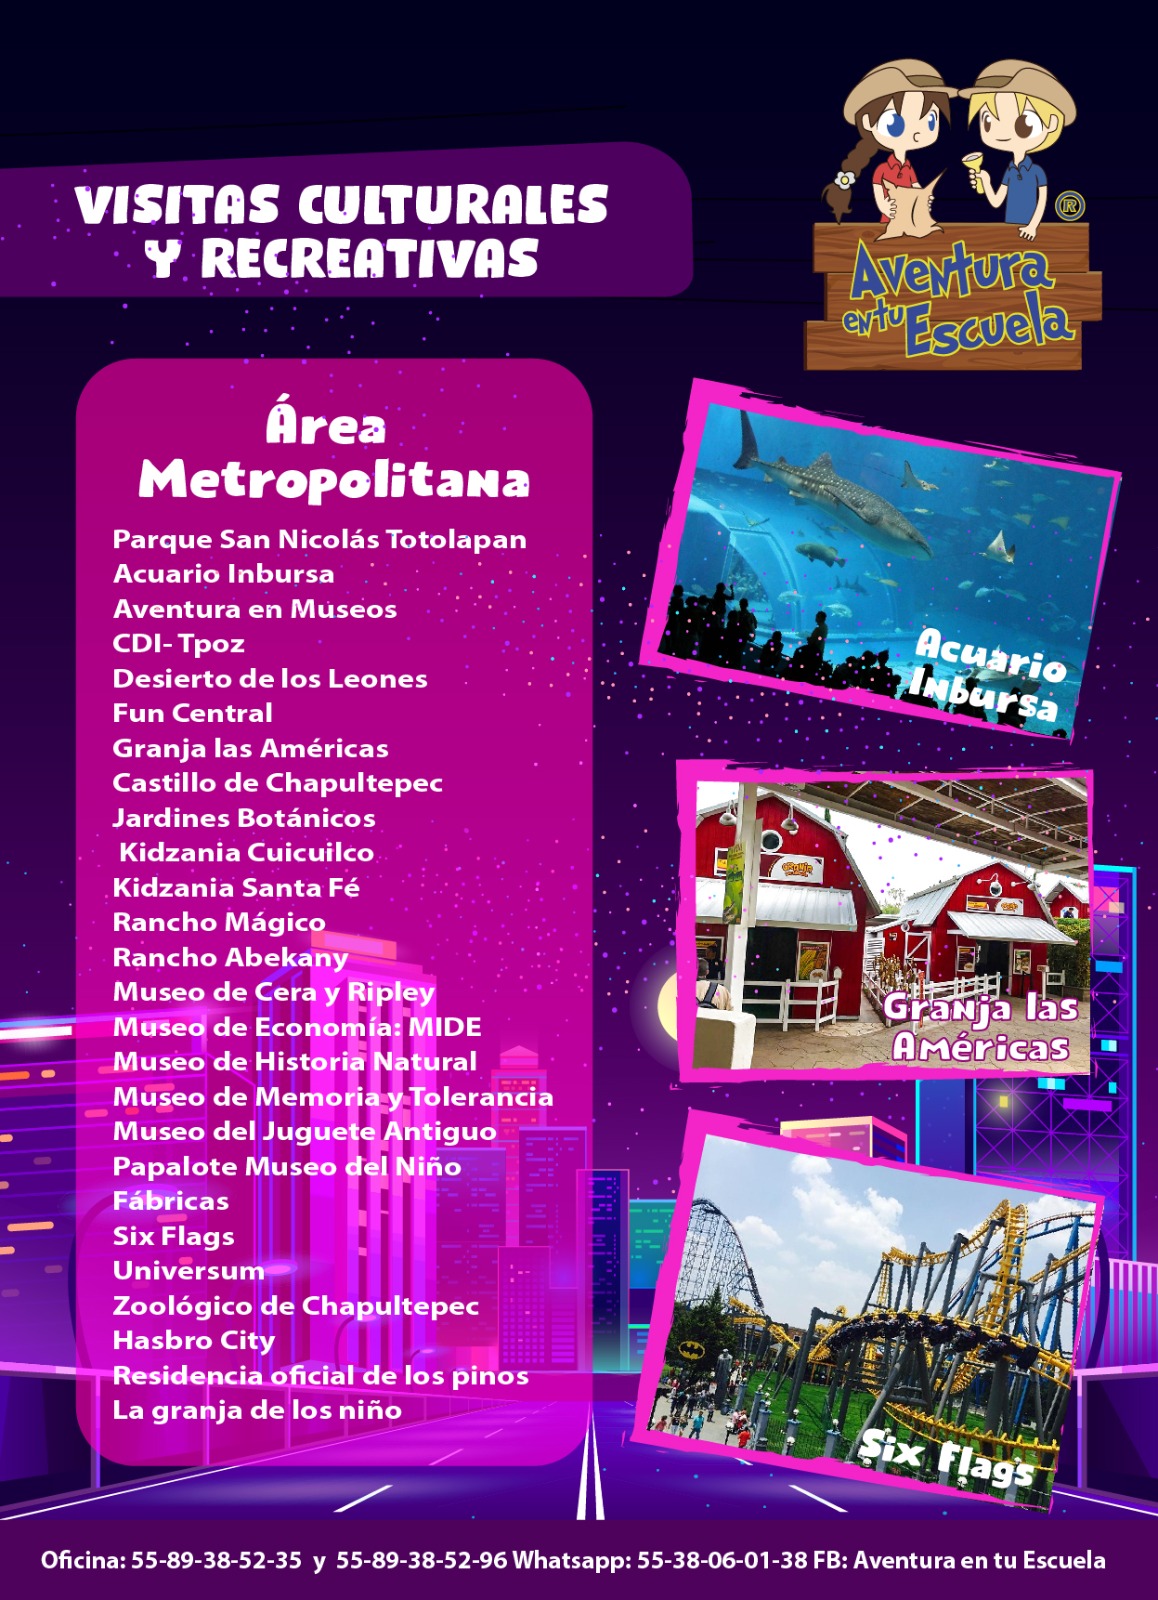 VISITAS CULTURALES
Y RECREATIVAS
®
Aventura
en tu
Escuela
Área
Metropolitana
Parque San Nicolás Totolapan
Acuario Inbursa
Aventura en Museos
CDI- Tpoz
Desierto de los Leones
Fun Central
Granja las Américas
Castillo de Chapultepec
Jardines Botánicos
Kidzania Cuicuilco
Kidzania Santa Fé
Rancho Mágico
Rancho Abekany
Museo de Cera y Ripley
Museo de Economía: MIDE
Museo de Historia Natural
Museo de Memoria y Tolerancia
Museo del Juguete Antiguo
Papalote Museo del Niño
Fábricas
Six Flags
Universum
Zoológico de Chapultepec
Hasbro City
Residencia oficial de los pinos
La granja de los niño
Acuario
Inbursa
Granja las
Américas
Six Flags
Oficina: 55-89-38-52-35 y 55-89-38-52-96 Whatsapp: 55-38-06-01-38 FB: Aventura en tu Escuela